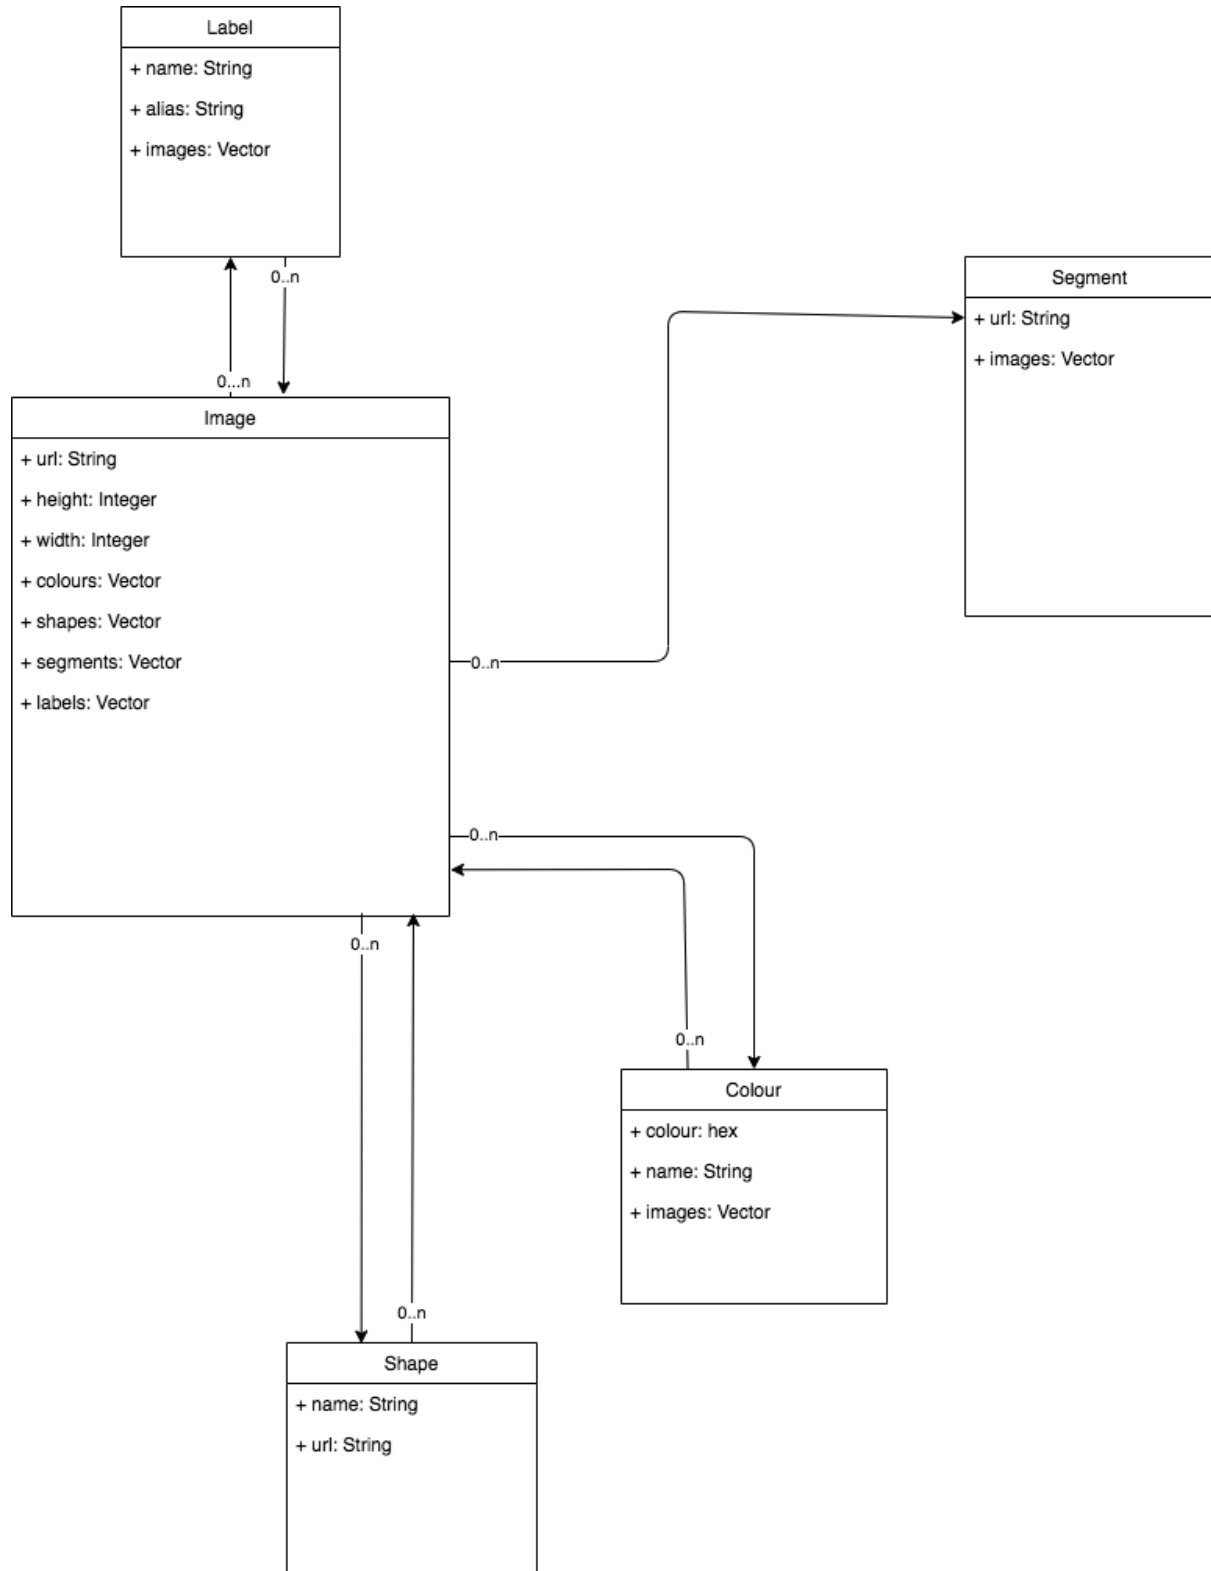 Label
+ name: String
+ alias: String
+ images: Vector
0..n
0...n
Segment
+ url: String
+ images: Vector
Image
+ url: String
+ height: Integer
+ width: Integer
+ colours: Vector
+ shapes: Vector
+ segments: Vector
+ labels: Vector
0..n
0..n
0..n
0..n
Colour
+ colour: hex
+ name: String
+ images: Vector
0..n
Shape
+ name: String
+ url: String